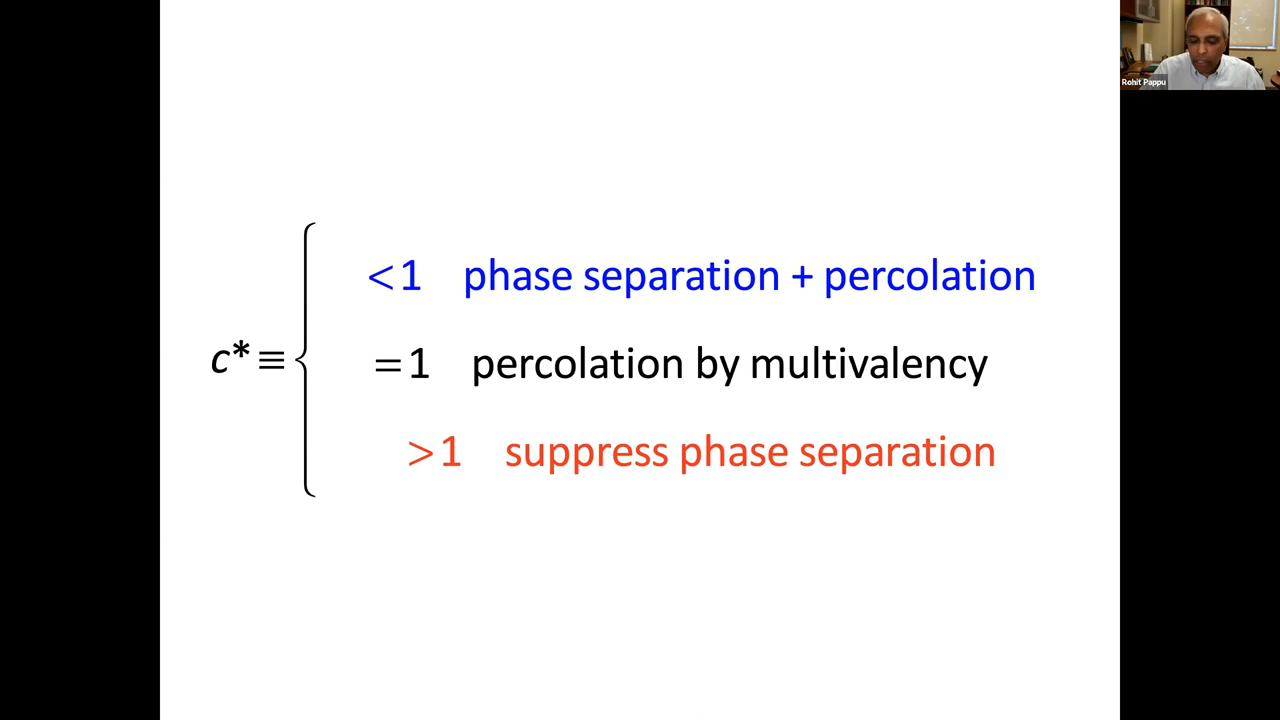 Rohit Pappu
<1 phase separation + percolation
c* ≡ { =1 percolation by multivalency
>1 suppress phase separation